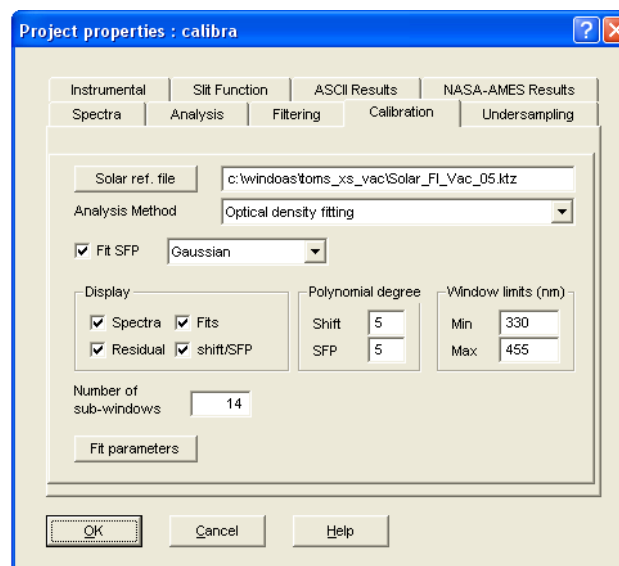 Project properties : calibra
Instrumental Slit Function ASCII Results NASA-AMES Results
Spectra Analysis Filtering Calibration Undersampling
Solar ref. file c:\windoas\toms_xs_vac\Solar_Fl_Vac_05.ktz
Analysis Method Optical density fitting
Fit SFP Gaussian
Display Polynomial degree Window limits (nm)
Spectra Fits Shift 5 Min 330
Residual shift/SFP SFP 5 Max 455
Number of
sub-windows 14
Fit parameters
OK Cancel Help